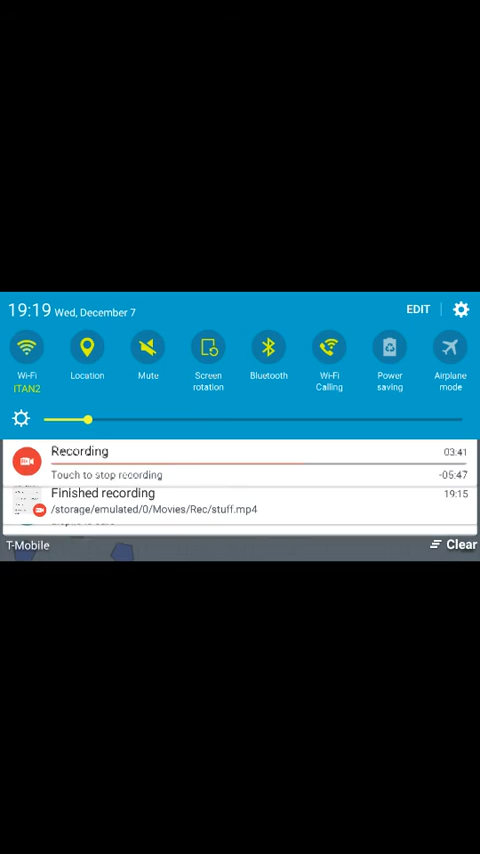 19:19 Wed, December 7
EDIT
Wi-Fi
ITAN2
Location
Mute
Screen
rotation
Bluetooth
Wi-Fi
Calling
Power
saving
Airplane
mode
Recording
03:41
Touch to stop recording
-05:47
Finished recording
19:15
/storage/emulated/0/Movies/Rec/stuff.mp4
T-Mobile
Clear